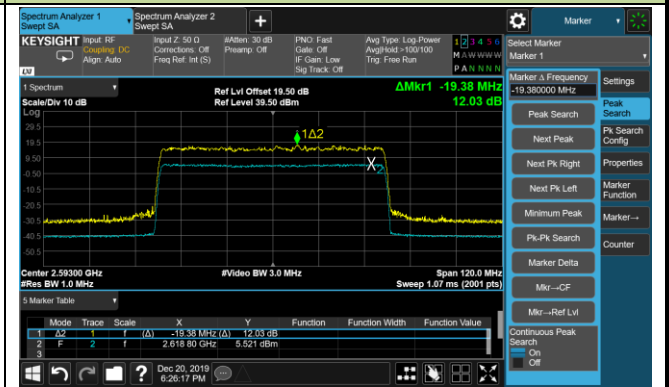 Spectrum Analyzer 1
Swept SA
Spectrum Analyzer 2
Swept SA
+
Marker
KEYSIGHT
Input: RF
Coupling: DC
Align: Auto
Input Z: 50 Ω
Corrections: Off
Freq Ref: Int (S)
#Atten: 30 dB
Preamp: Off
PNO: Fast
Gate: Off
IF Gain: Low
Sig Track: Off
Avg Type: Log-Power
Avg|Hold:>100/100
Trig: Free Run
1 2 3 4 5 6
M A W W W W
P A N N N N
LXI
Select Marker
Marker 1
1 Spectrum
Scale/Div 10 dB
Ref Lvl Offset 19.50 dB
Ref Level 39.50 dBm
ΔMkr1 -19.38 MHz
12.03 dB
Log
29.5
19.5
9.50
-0.50
-10.5
-20.5
-30.5
-40.5
-50.5
1Δ2
X
2
Center 2.59300 GHz
#Res BW 1.0 MHz
#Video BW 3.0 MHz
Span 120.0 MHz
Sweep 1.07 ms (2001 pts)
5 Marker Table
Mode Trace Scale X Y Function Function Width Function Value
1 Δ2 1 f (Δ) -19.38 MHz (Δ) 12.03 dB
2 F 2 f 2.618 80 GHz 5.521 dBm
3
Marker Δ Frequency
-19.380000 MHz
Peak Search
Next Peak
Next Pk Right
Next Pk Left
Minimum Peak
Pk-Pk Search
Marker Delta
Mkr→CF
Mkr→Ref Lvl
Continuous Peak
Search
On
Off
Settings
Peak
Search
Pk Search
Config
Properties
Marker
Function
Marker→
Counter
?
Dec 20, 2019
6:26:17 PM